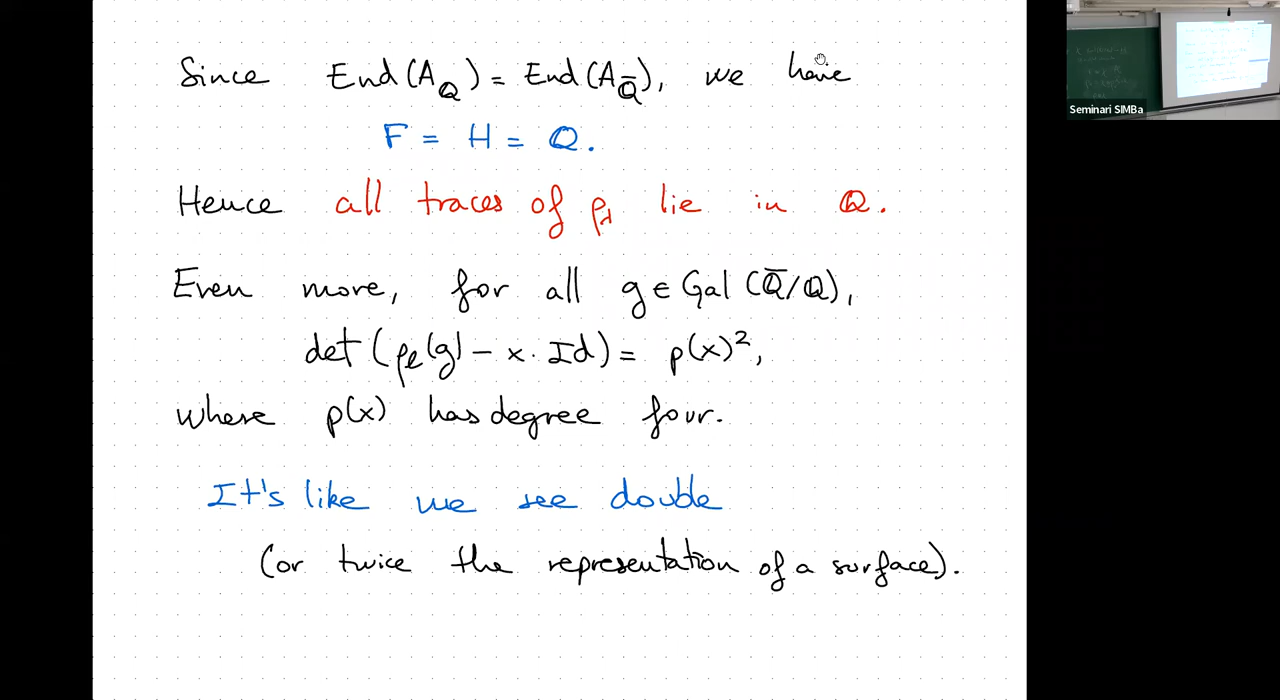 Since End(A_ℚ) = End(A_ℚ̄), we have
F = H = ℚ.
Hence all traces of ρ_λ lie in ℚ.
Even more, for all g ∈ Gal(ℚ̄/ℚ),
det(ρ_ℓ(g) - x · Id) = p(x)²,
where p(x) has degree four.
It's like we see double
(or twice the representation of a surface).
Seminari SIMBa